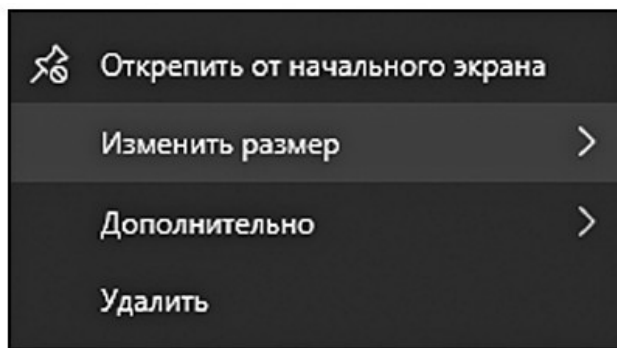 Открепить от начального экрана
Изменить размер
Дополнительно
Удалить